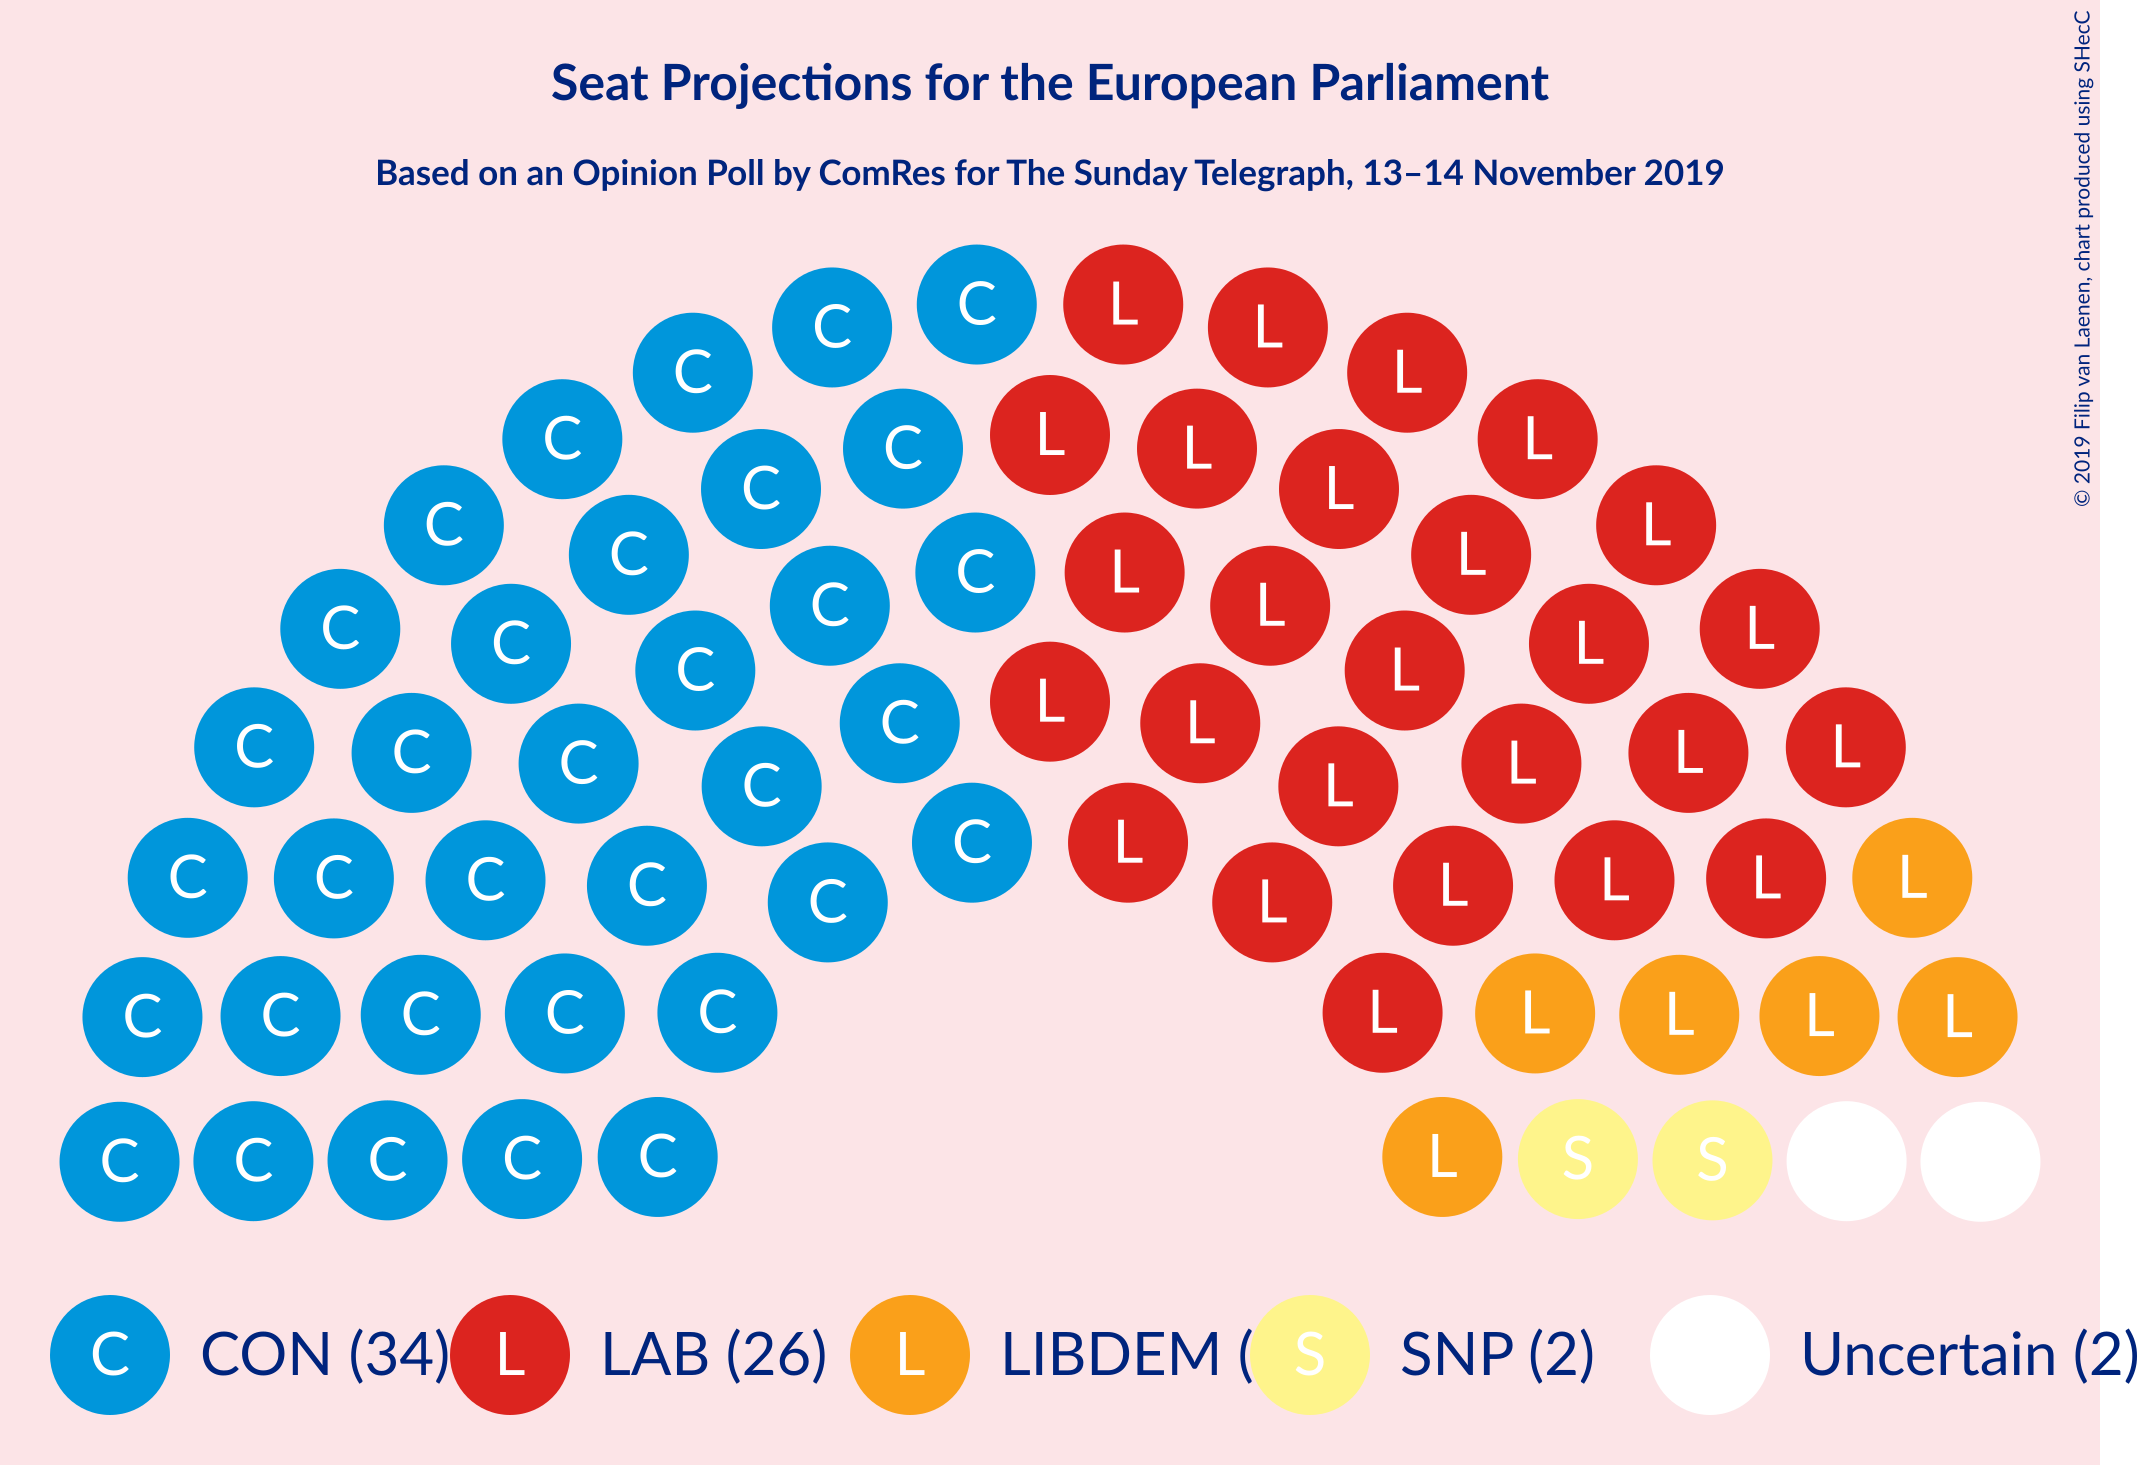 Seat Projections for the European Parliament
Based on an Opinion Poll by ComRes for The Sunday Telegraph, 13–14 November 2019
© 2019 Filip van Laenen, chart produced using SHecC
C L
C L
C L
C L L
C L
C L
C L
C L
C L
C L
C L
C L
C L
L
C L
C C L L
C L
C L
C L
C C C C L L L L
C L
C C C C C L L L L L
C C C C C L S S
C CON (34) L LAB (26) L LIBDEM ( S SNP (2) Uncertain (2)